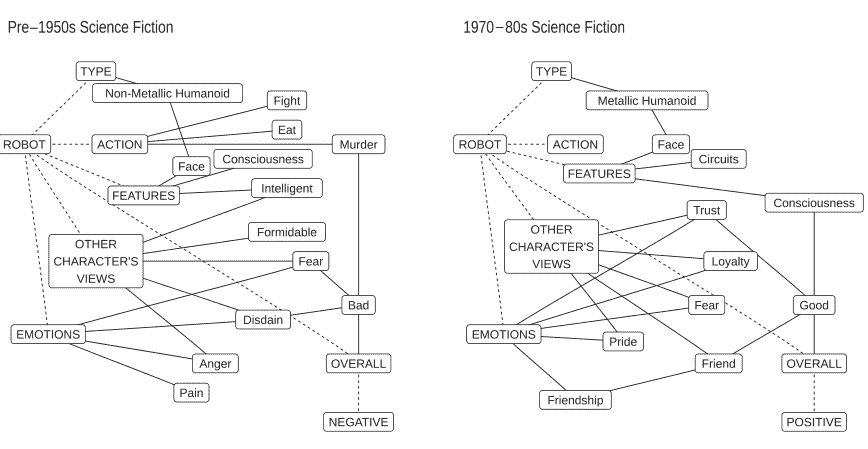 Pre–1950s Science Fiction
TYPE
Non-Metallic Humanoid
Fight
Eat
ROBOT
ACTION
Murder
Face
Consciousness
FEATURES
Intelligent
Formidable
OTHER
CHARACTER'S
VIEWS
Fear
Bad
Disdain
EMOTIONS
Anger
OVERALL
Pain
NEGATIVE
1970–80s Science Fiction
TYPE
Metallic Humanoid
ROBOT
ACTION
Face
Circuits
FEATURES
Consciousness
Trust
OTHER
CHARACTER'S
VIEWS
Loyalty
Fear
Good
EMOTIONS
Pride
Friend
OVERALL
Friendship
POSITIVE